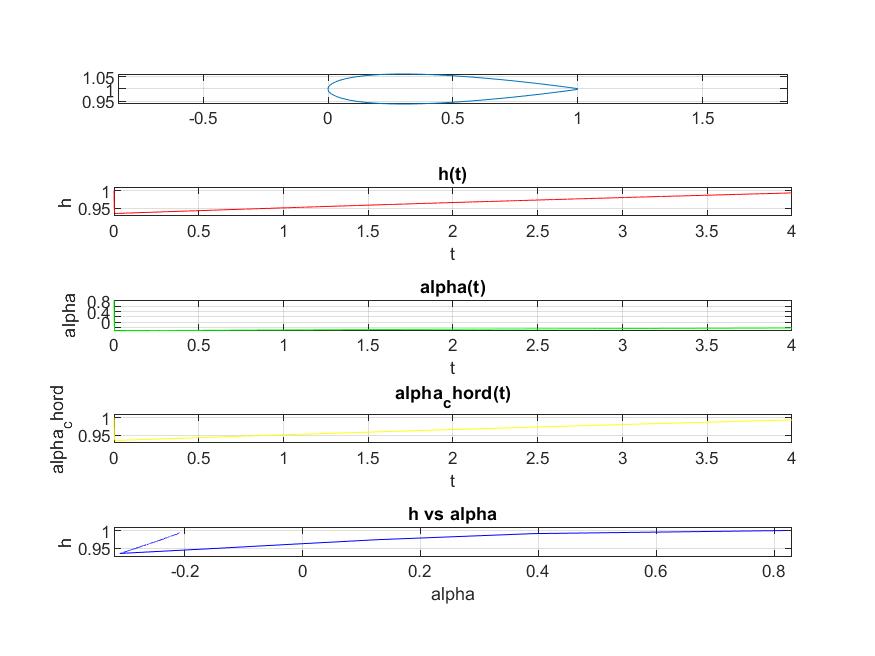 1.05
1
0.95
-0.5 0 0.5 1 1.5
h(t)
1
0.95
h
0 0.5 1 1.5 2 2.5 3 3.5 4
t
alpha(t)
0.8
0.4
0
alpha
0 0.5 1 1.5 2 2.5 3 3.5 4
t
alpha_chord(t)
1
0.95
alpha_chord
0 0.5 1 1.5 2 2.5 3 3.5 4
t
h vs alpha
1
0.95
h
-0.2 0 0.2 0.4 0.6 0.8
alpha